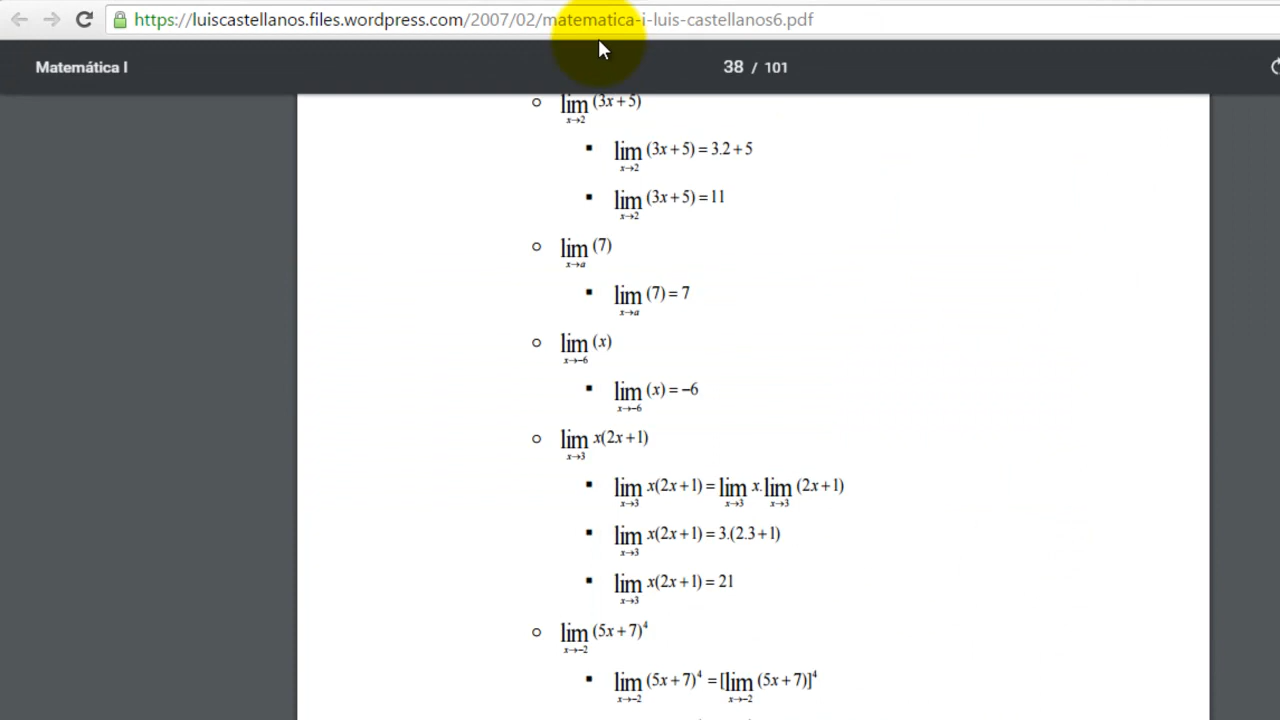 https://luiscastellanos.files.wordpress.com/2007/02/matematica-i-luis-castellanos6.pdf
Matemática I 38 / 101
○ lim x→2 (3x + 5)
▪ lim x→2 (3x + 5) = 3.2 + 5
▪ lim x→2 (3x + 5) = 11
○ lim x→a (7)
▪ lim x→a (7) = 7
○ lim x→−6 (x)
▪ lim x→−6 (x) = −6
○ lim x→3 x(2x + 1)
▪ lim x→3 x(2x + 1) = lim x→3 x. lim x→3 (2x + 1)
▪ lim x→3 x(2x + 1) = 3.(2.3 + 1)
▪ lim x→3 x(2x + 1) = 21
○ lim x→−2 (5x + 7)⁴
▪ lim x→−2 (5x + 7)⁴ = [lim x→−2 (5x + 7)]⁴